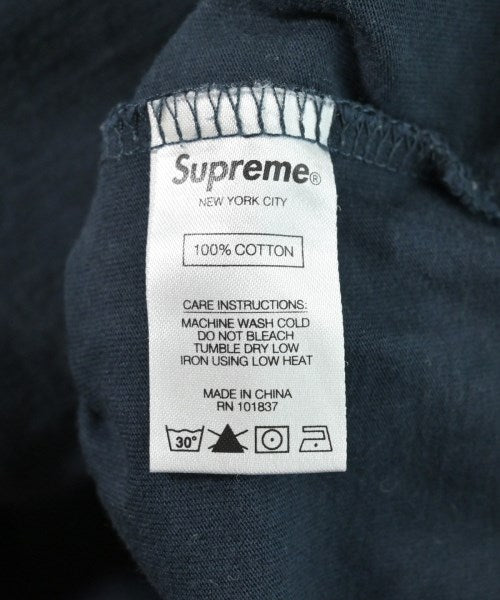 Supreme®
NEW YORK CITY
100% COTTON
CARE INSTRUCTIONS:
MACHINE WASH COLD
DO NOT BLEACH
TUMBLE DRY LOW
IRON USING LOW HEAT
MADE IN CHINA
RN 101837
30°